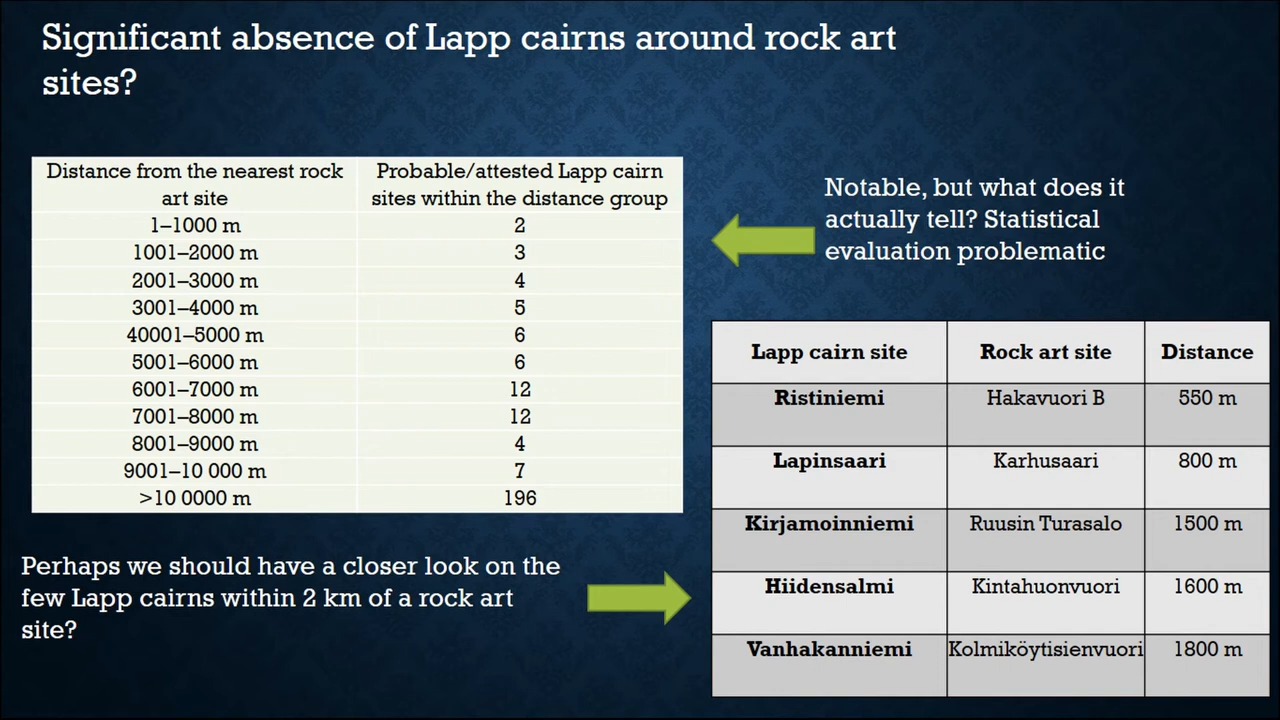 Significant absence of Lapp cairns around rock art
sites?
Distance from the nearest rock
art site
Probable/attested Lapp cairn
sites within the distance group
1–1000 m 2
1001–2000 m 3
2001–3000 m 4
3001–4000 m 5
40001–5000 m 6
5001–6000 m 6
6001–7000 m 12
7001–8000 m 12
8001–9000 m 4
9001–10 000 m 7
>10 0000 m 196
Notable, but what does it
actually tell? Statistical
evaluation problematic
Perhaps we should have a closer look on the
few Lapp cairns within 2 km of a rock art
site?
Lapp cairn site Rock art site Distance
Ristiniemi Hakavuori B 550 m
Lapinsaari Karhusaari 800 m
Kirjamoinniemi Ruusin Turasalo 1500 m
Hiidensalmi Kintahuonvuori 1600 m
Vanhakanniemi Kolmiköytisienvuori 1800 m